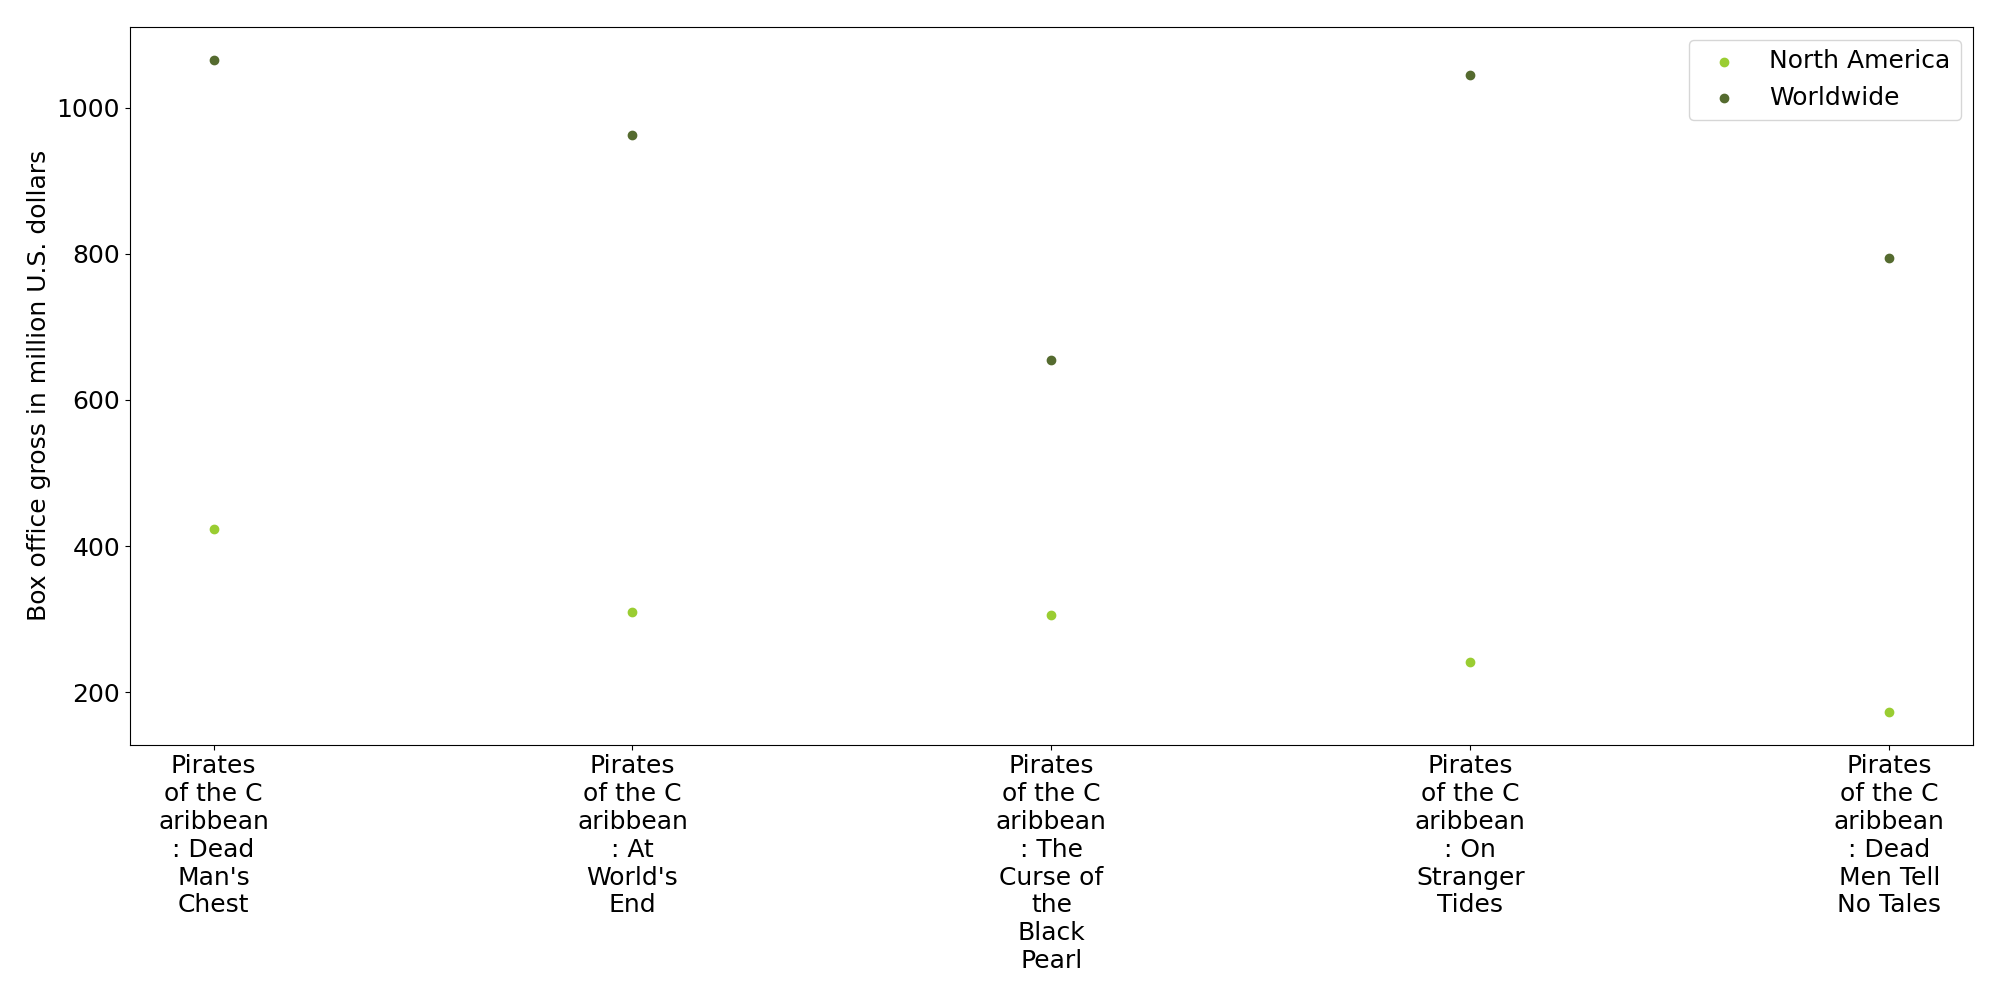 North America
Worldwide
Box office gross in million U.S. dollars
1000
800
600
400
200
Pirates
of the C
aribbean
: Dead
Man's
Chest
Pirates
of the C
aribbean
: At
World's
End
Pirates
of the C
aribbean
: The
Curse of
the
Black
Pearl
Pirates
of the C
aribbean
: On
Stranger
Tides
Pirates
of the C
aribbean
: Dead
Men Tell
No Tales